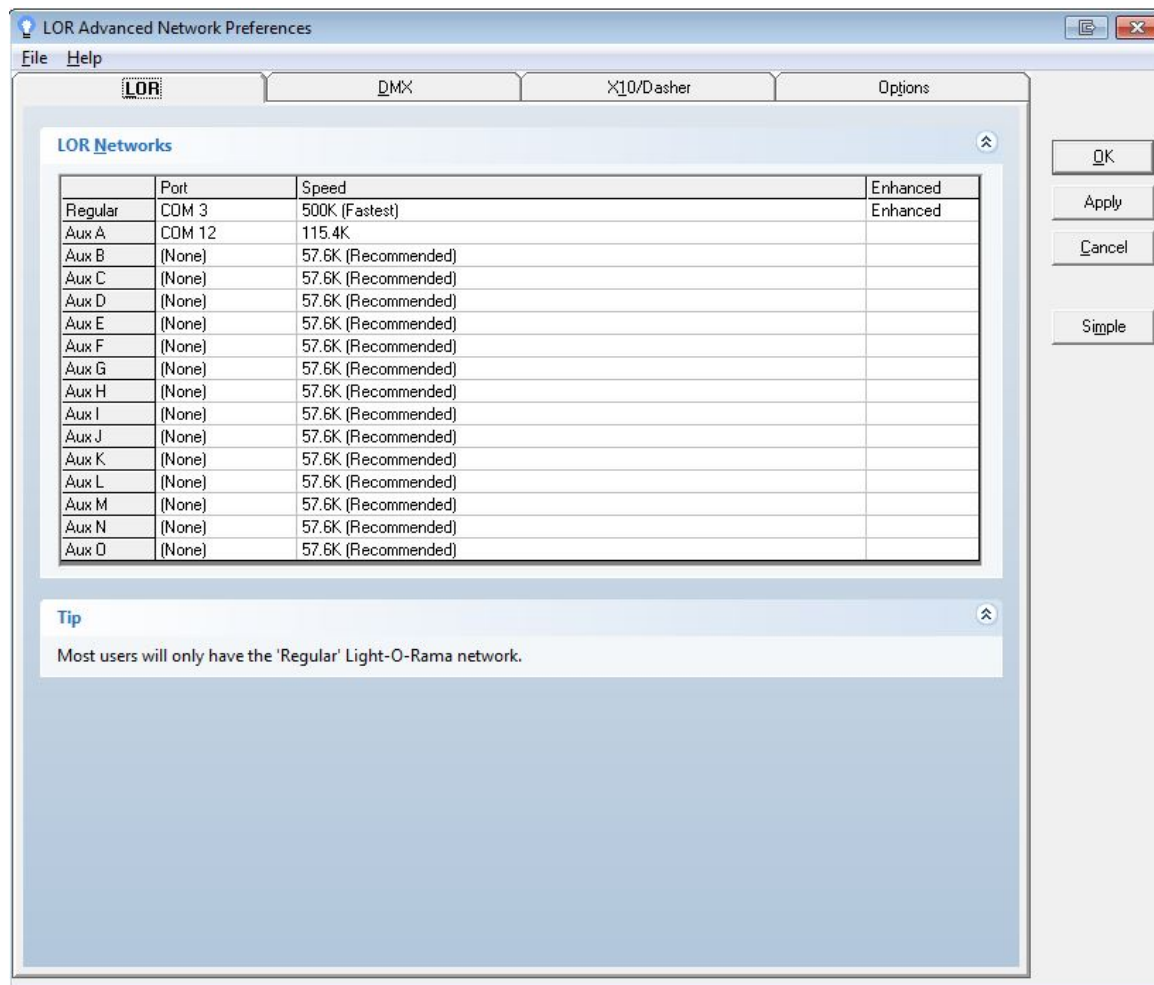 LOR Advanced Network Preferences
File Help
LOR DMX X10/Dasher Options
LOR Networks
Port Speed Enhanced
Regular COM 3 500K (Fastest) Enhanced
Aux A COM 12 115.4K
Aux B (None) 57.6K (Recommended)
Aux C (None) 57.6K (Recommended)
Aux D (None) 57.6K (Recommended)
Aux E (None) 57.6K (Recommended)
Aux F (None) 57.6K (Recommended)
Aux G (None) 57.6K (Recommended)
Aux H (None) 57.6K (Recommended)
Aux I (None) 57.6K (Recommended)
Aux J (None) 57.6K (Recommended)
Aux K (None) 57.6K (Recommended)
Aux L (None) 57.6K (Recommended)
Aux M (None) 57.6K (Recommended)
Aux N (None) 57.6K (Recommended)
Aux O (None) 57.6K (Recommended)
Tip
Most users will only have the 'Regular' Light-O-Rama network.
OK
Apply
Cancel
Simple